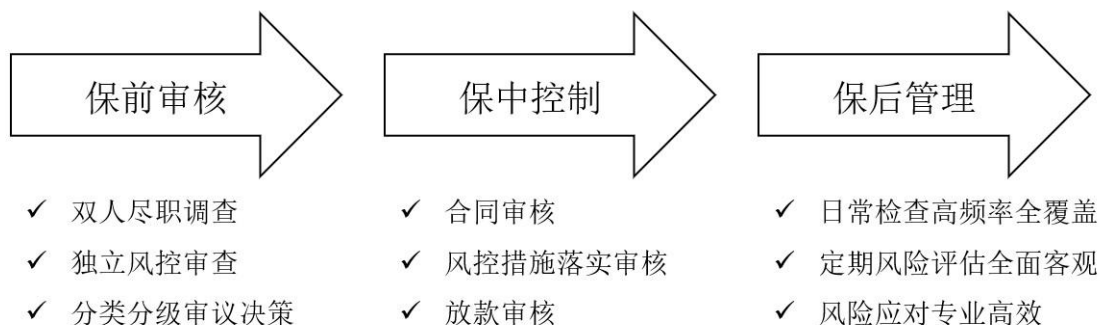 保前审核
保中控制
保后管理
✓ 双人尽职调查
✓ 独立风控审查
✓ 分类分级审议决策
✓ 合同审核
✓ 风控措施落实审核
✓ 放款审核
✓ 日常检查高频率全覆盖
✓ 定期风险评估全面客观
✓ 风险应对专业高效